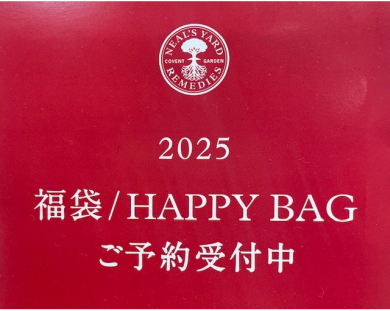 NEAL'S YARD
COVENT GARDEN
REMEDIES
2025
福袋/HAPPY BAG
ご予約受付中